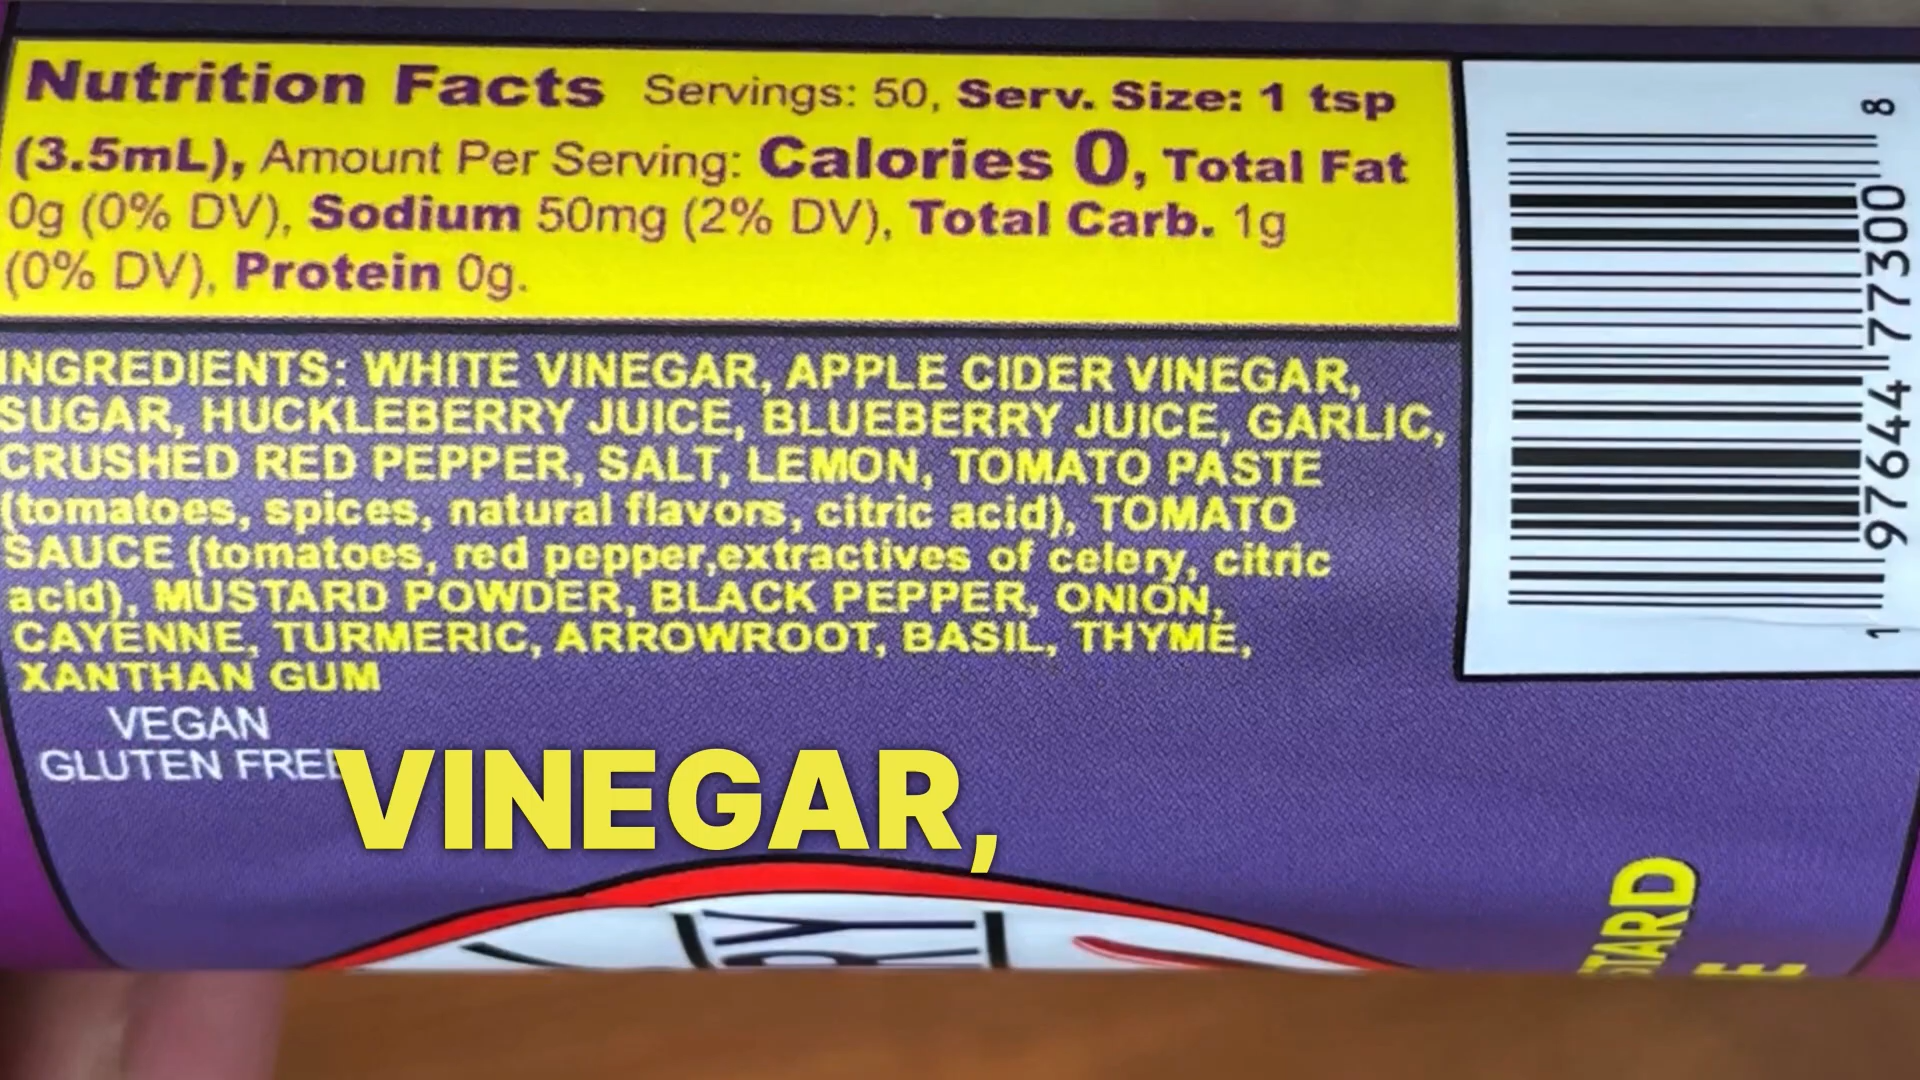 Nutrition Facts Servings: 50, Serv. Size: 1 tsp
(3.5mL), Amount Per Serving: Calories 0, Total Fat
0g (0% DV), Sodium 50mg (2% DV), Total Carb. 1g
(0% DV), Protein 0g.
INGREDIENTS: WHITE VINEGAR, APPLE CIDER VINEGAR,
SUGAR, HUCKLEBERRY JUICE, BLUEBERRY JUICE, GARLIC,
CRUSHED RED PEPPER, SALT, LEMON, TOMATO PASTE
(tomatoes, spices, natural flavors, citric acid), TOMATO
SAUCE (tomatoes, red pepper,extractives of celery, citric
acid), MUSTARD POWDER, BLACK PEPPER, ONION,
CAYENNE, TURMERIC, ARROWROOT, BASIL, THYME,
XANTHAN GUM
VEGAN
GLUTEN FREE
VINEGAR,
1 97644 77300 8